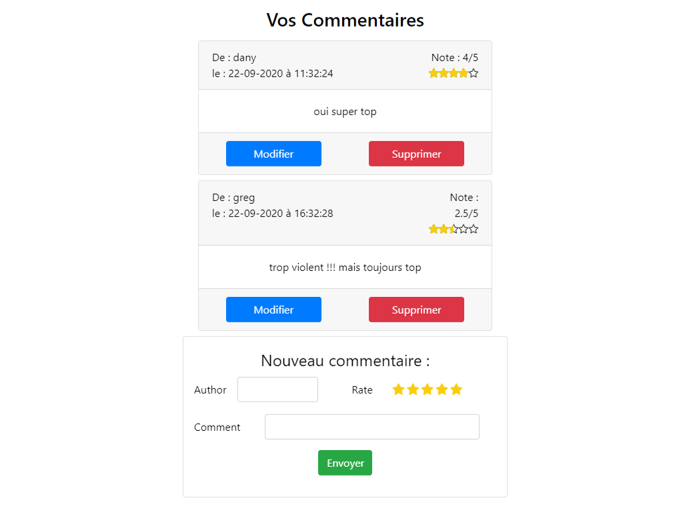 Vos Commentaires
De : dany
Note : 4/5
le : 22-09-2020 à 11:32:24
oui super top
Modifier
Supprimer
De : greg
Note :
le : 22-09-2020 à 16:32:28
2.5/5
trop violent !!! mais toujours top
Modifier
Supprimer
Nouveau commentaire :
Author
Rate
Comment
Envoyer